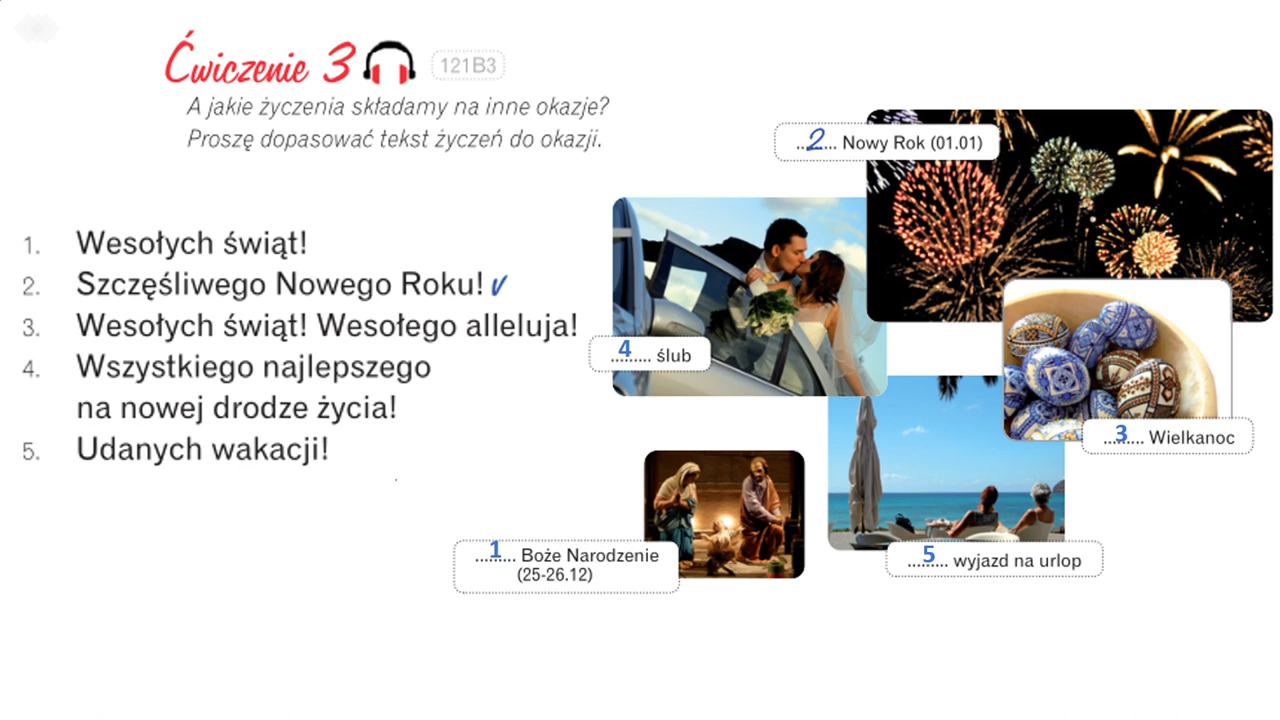 Ćwiczenie 3 121B3
A jakie życzenia składamy na inne okazje?
Proszę dopasować tekst życzeń do okazji.
1. Wesołych świąt!
2. Szczęśliwego Nowego Roku! ✓
3. Wesołych świąt! Wesołego alleluja!
4. Wszystkiego najlepszego
na nowej drodze życia!
5. Udanych wakacji!
...2.... Nowy Rok (01.01)
...4..... ślub
...3..... Wielkanoc
...1..... Boże Narodzenie
(25-26.12)
...5..... wyjazd na urlop